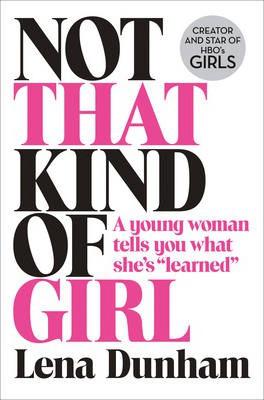 NOT
THAT
KIND
OF
GIRL
CREATOR
AND STAR OF
HBO's
GIRLS
A young woman
tells you what
she's "learned"
Lena Dunham